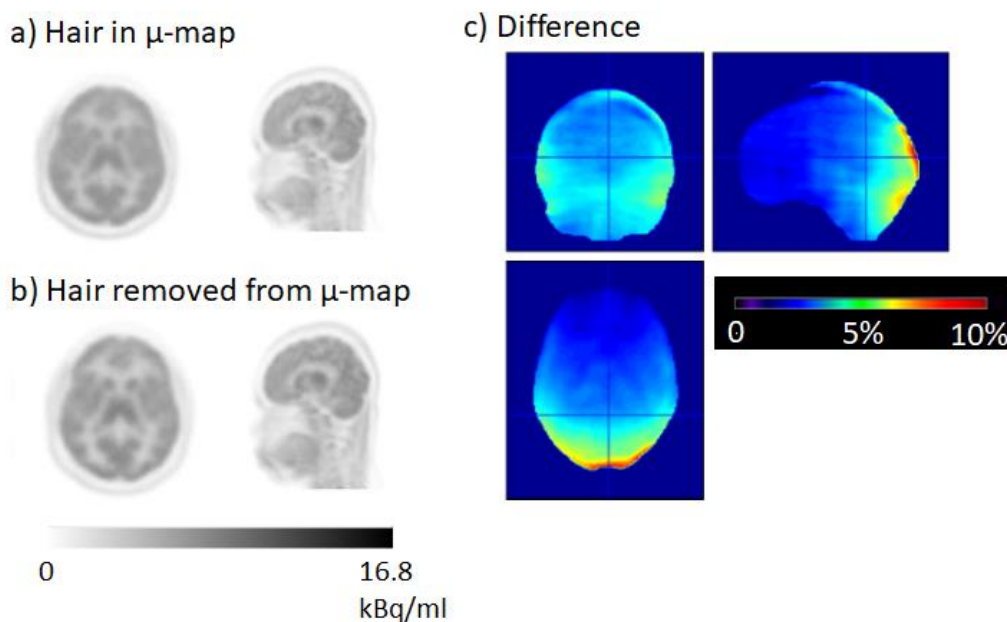 a) Hair in μ-map
c) Difference
b) Hair removed from μ-map
0 5% 10%
0 16.8
kBq/ml